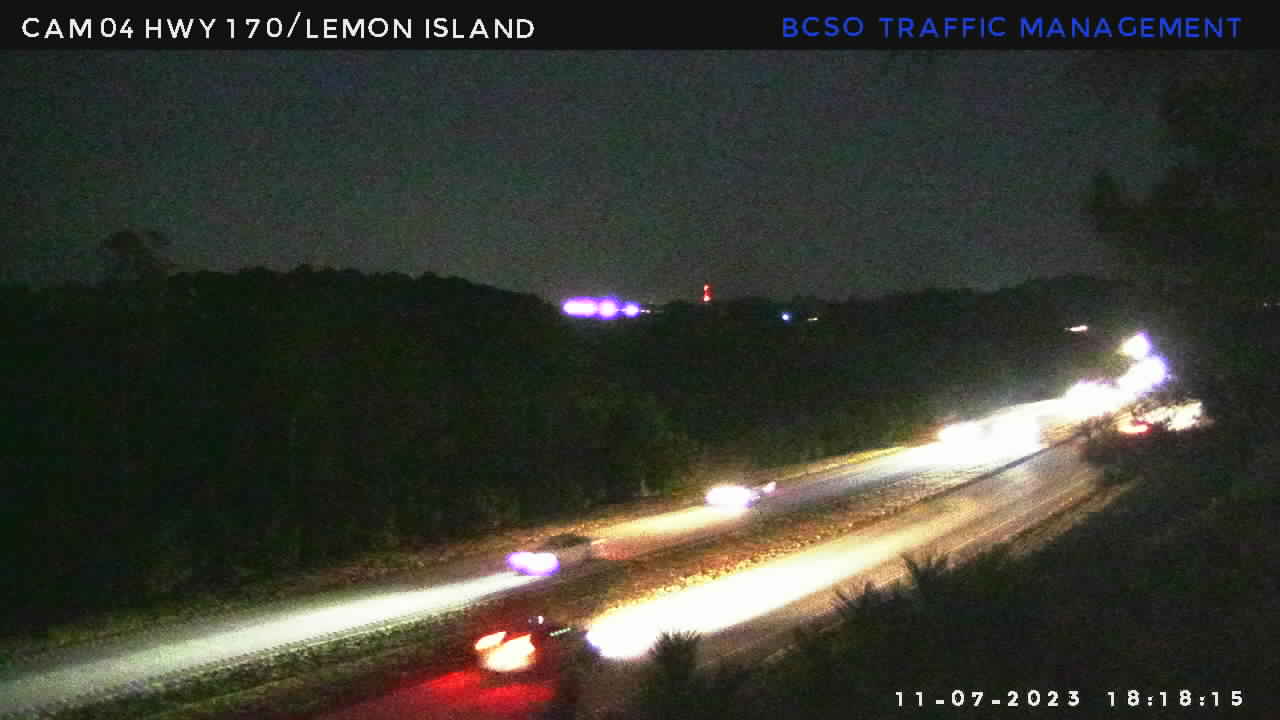 CAM04 HWY170/LEMON ISLAND
BCSO TRAFFIC MANAGEMENT
11-07-2023 18:18:15